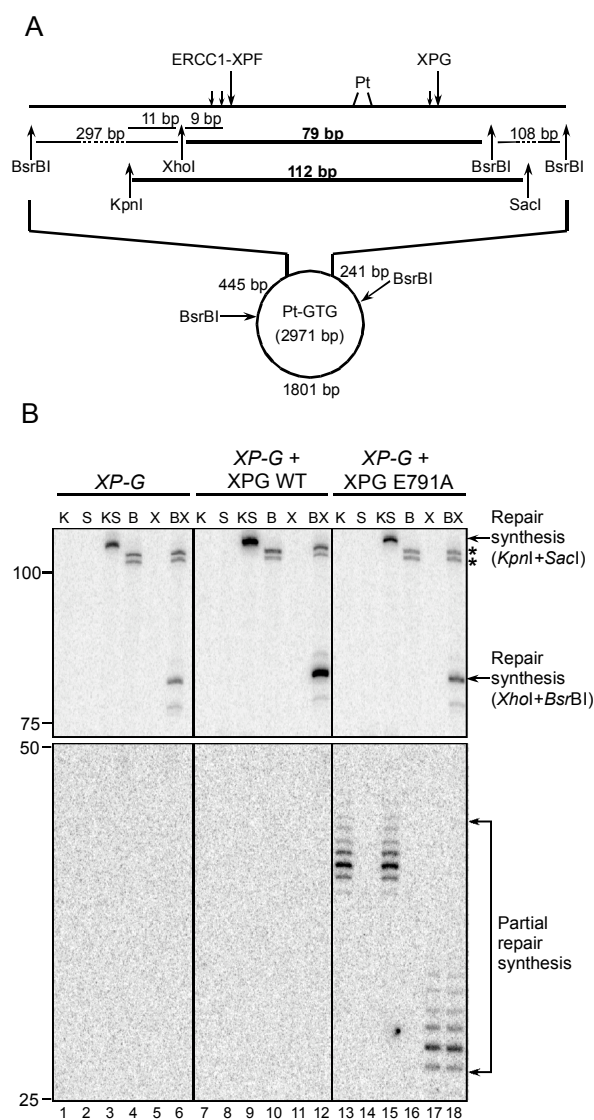 A
ERCC1-XPF
Pt
XPG
11 bp
9 bp
297 bp
79 bp
108 bp
BsrBI
XhoI
BsrBI
BsrBI
112 bp
KpnI
SacI
445 bp
241 bp
BsrBI
BsrBI
Pt-GTG
(2971 bp)
1801 bp
B
XP-G
XP-G +
XPG WT
XP-G +
XPG E791A
K S KS B X BX K S KS B X BX K S KS B X BX
Repair
synthesis
(KpnI+SacI)
*
*
100
Repair
synthesis
(XhoI+BsrBI)
75
50
Partial
repair
synthesis
25
1 2 3 4 5 6 7 8 9 10 11 12 13 14 15 16 17 18